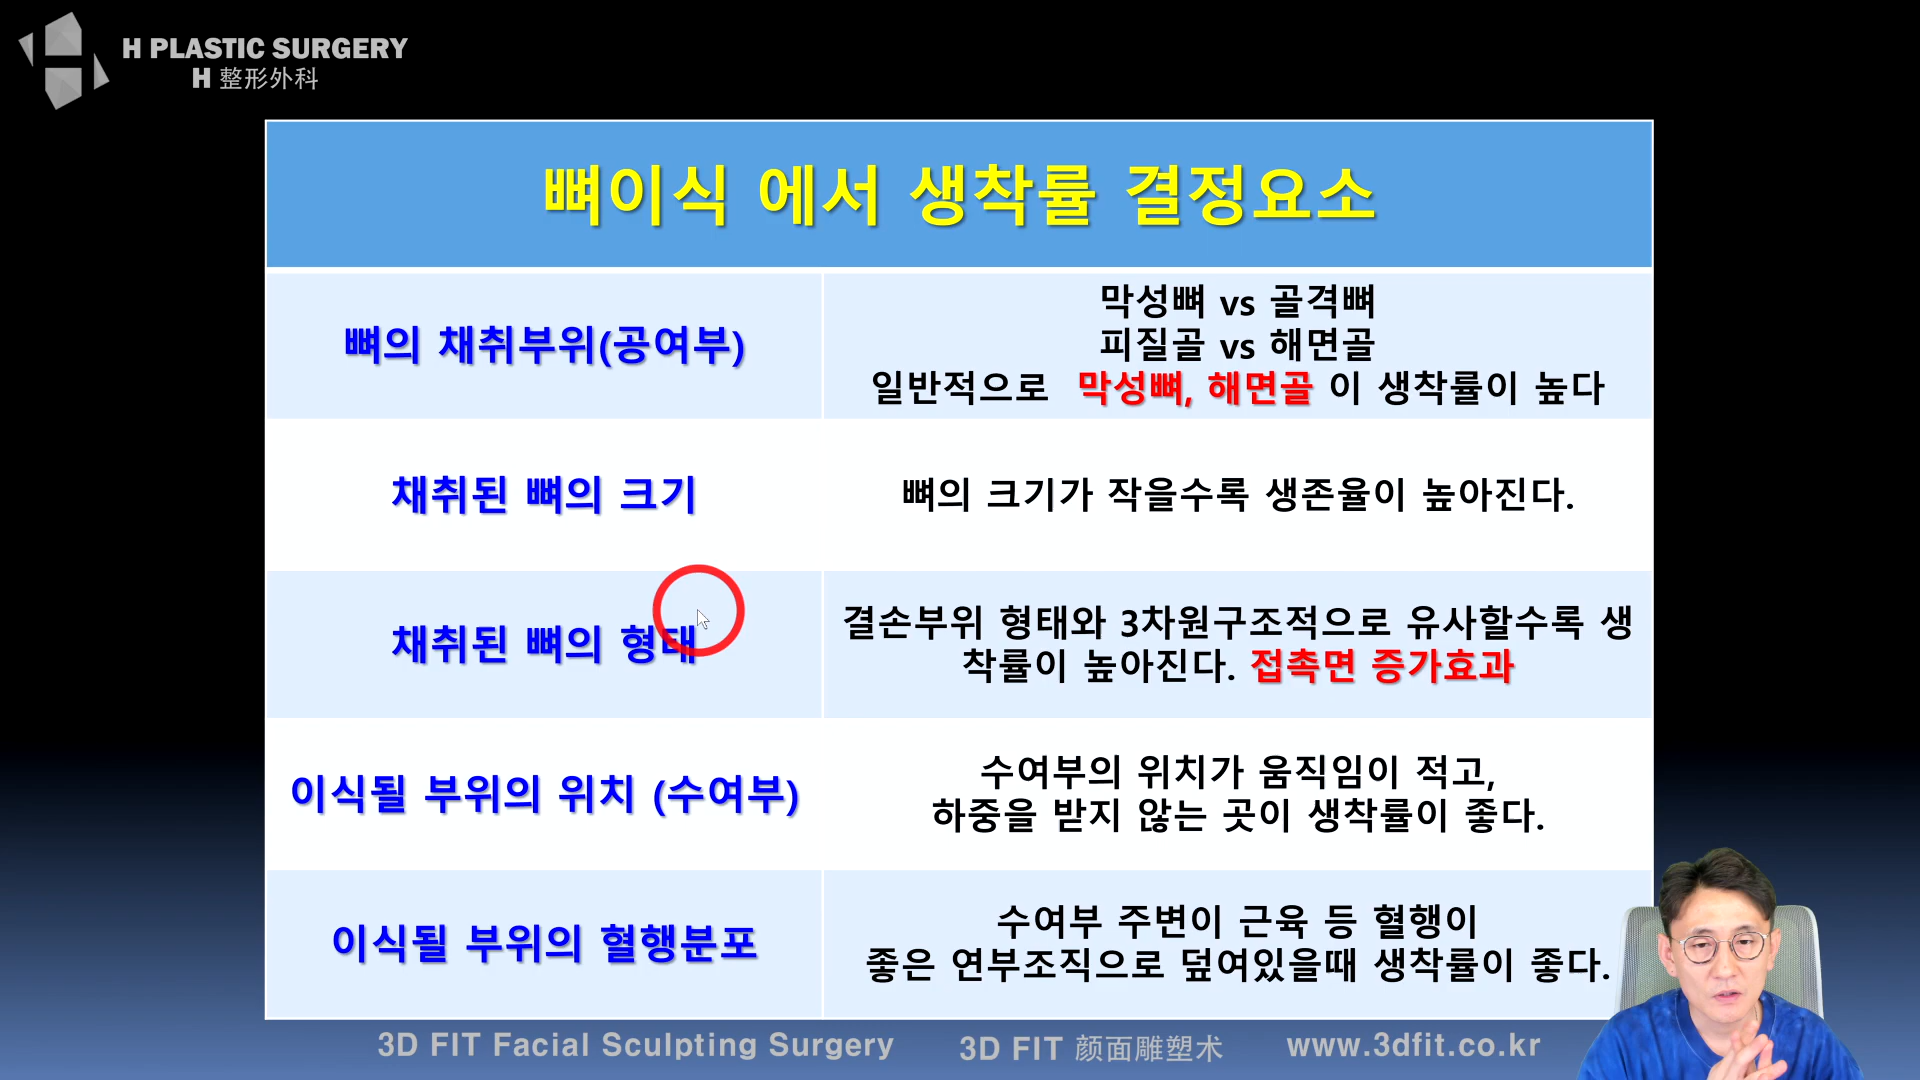 H PLASTIC SURGERY
H 整形外科
뼈이식 에서 생착률 결정요소
뼈의 채취부위(공여부)
막성뼈 vs 골격뼈
피질골 vs 해면골
일반적으로 막성뼈, 해면골 이 생착률이 높다
채취된 뼈의 크기
뼈의 크기가 작을수록 생존율이 높아진다.
채취된 뼈의 형태
결손부위 형태와 3차원구조적으로 유사할수록 생
착률이 높아진다. 접촉면 증가효과
이식될 부위의 위치 (수여부)
수여부의 위치가 움직임이 적고,
하중을 받지 않는 곳이 생착률이 좋다.
이식될 부위의 혈행분포
수여부 주변이 근육 등 혈행이
좋은 연부조직으로 덮여있을때 생착률이 좋다.
3D FIT Facial Sculpting Surgery
3D FIT 颜面雕塑术
www.3dfit.co.kr